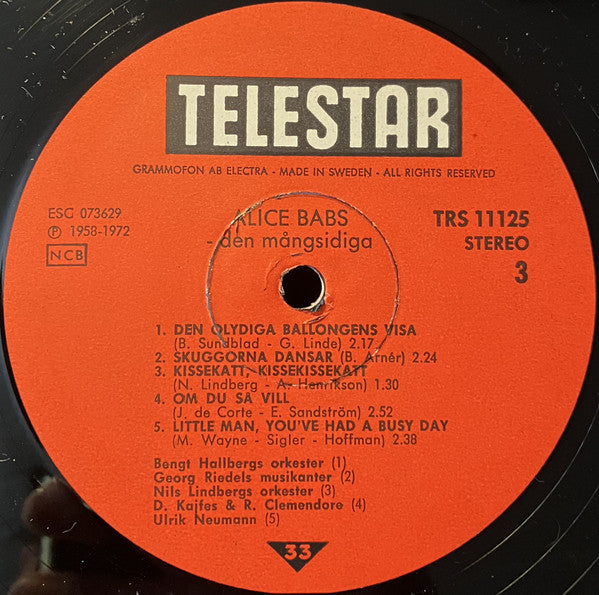 TELESTAR
GRAMMOFON AB ELECTRA - MADE IN SWEDEN - ALL RIGHTS RESERVED
ESC 073629
℗ 1958-1972
NCB
ALICE BABS
- den mångsidiga
TRS 11125
STEREO
3
1. DEN OLYDIGA BALLONGENS VISA
(B. Sundblad - G. Linde) 2.17
2. SKUGGORNA DANSAR (B. Arnér) 2.24
3. KISSEKATT, KISSEKISSEKATT
(N. Lindberg - A. Henrikson) 1.30
4. OM DU SÅ VILL
(J. de Corte - E. Sandström) 2.52
5. LITTLE MAN, YOU'VE HAD A BUSY DAY
(M. Wayne - Sigler - Hoffman) 2.38
Bengt Hallbergs orkester (1)
Georg Riedels musikanter (2)
Nils Lindbergs orkester (3)
D. Kajfes & R. Clemendore (4)
Ulrik Neumann (5)
33